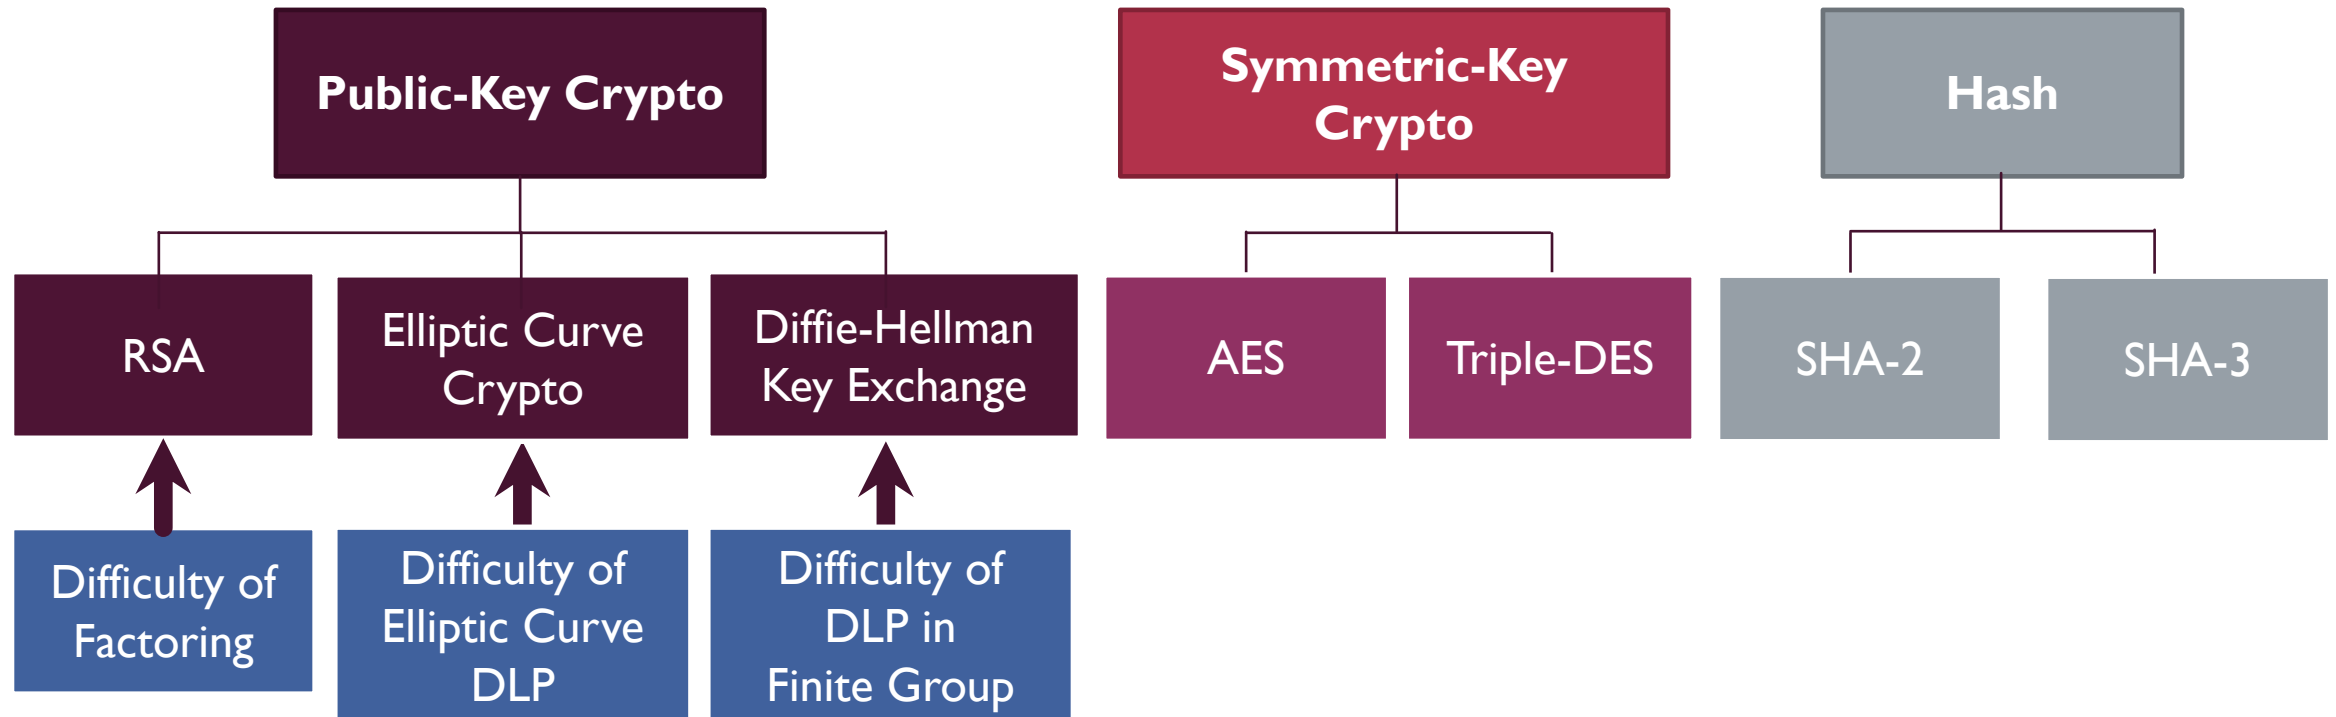 Public-Key Crypto
Symmetric-Key
Crypto
Hash
RSA
Elliptic Curve
Crypto
Diffie-Hellman
Key Exchange
AES
Triple-DES
SHA-2
SHA-3
Difficulty of
Factoring
Difficulty of
Elliptic Curve
DLP
Difficulty of
DLP in
Finite Group